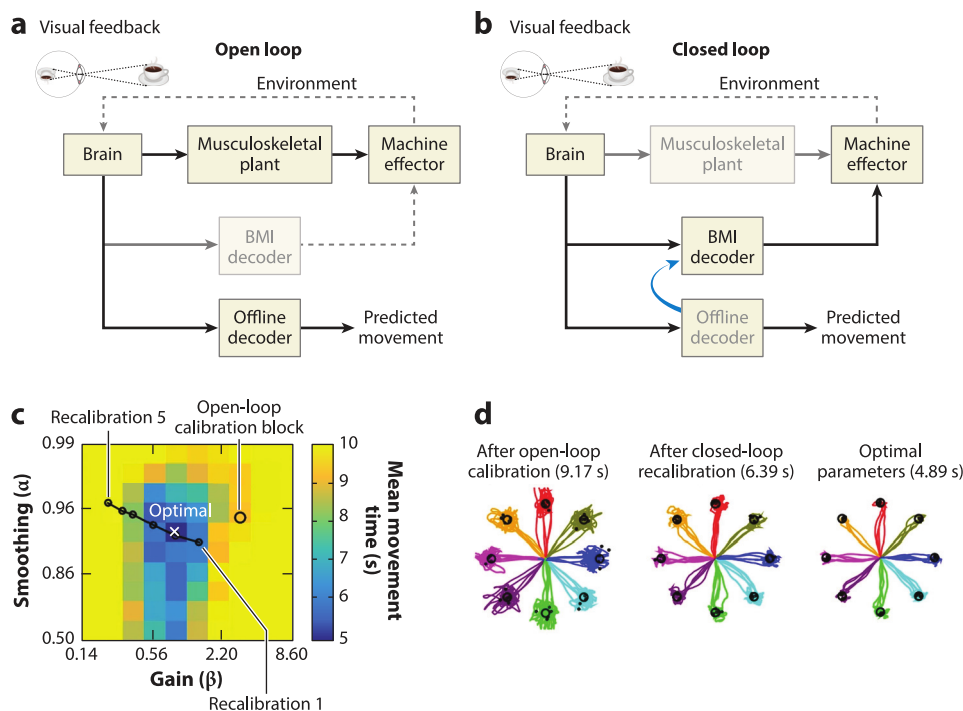 a
Visual feedback
Open loop
Environment
Brain
Musculoskeletal
plant
Machine
effector
BMI
decoder
Offline
decoder
Predicted
movement
b
Visual feedback
Closed loop
Environment
Brain
Musculoskeletal
plant
Machine
effector
BMI
decoder
Offline
decoder
Predicted
movement
c
Recalibration 5
Open-loop
calibration block
0.99
0.96
0.86
0.50
Smoothing (α)
Optimal
0.14
0.56
2.20
8.60
Gain (β)
Recalibration 1
10
9
8
7
6
5
Mean movement
time (s)
d
After open-loop
calibration (9.17 s)
After closed-loop
recalibration (6.39 s)
Optimal
parameters (4.89 s)